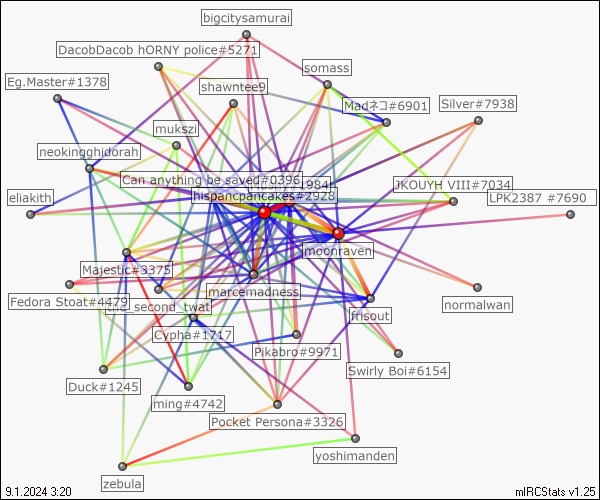 bigcitysamurai
DacobDacob hORNY police#5271
somass
Eg.Master#1378
shawntee9
Madネコ#6901
Silver#7938
mukszi
neokingghidorah
Can anything be saved#0396
1984
JKOUYH VIII#7034
eliakith
hispancpancakes#2928
LPK2387 #7690
moonraven
Majestic#3375
marcemadness
Fedora Stoat#4479
second_twat
normalwan
frisout
Cypha#1717
Pikabro#9971
Swirly Boi#6154
Duck#1245
ming#4742
Pocket Persona#3326
yoshimanden
zebula
9.1.2024 3:20
mIRCStats v1.25